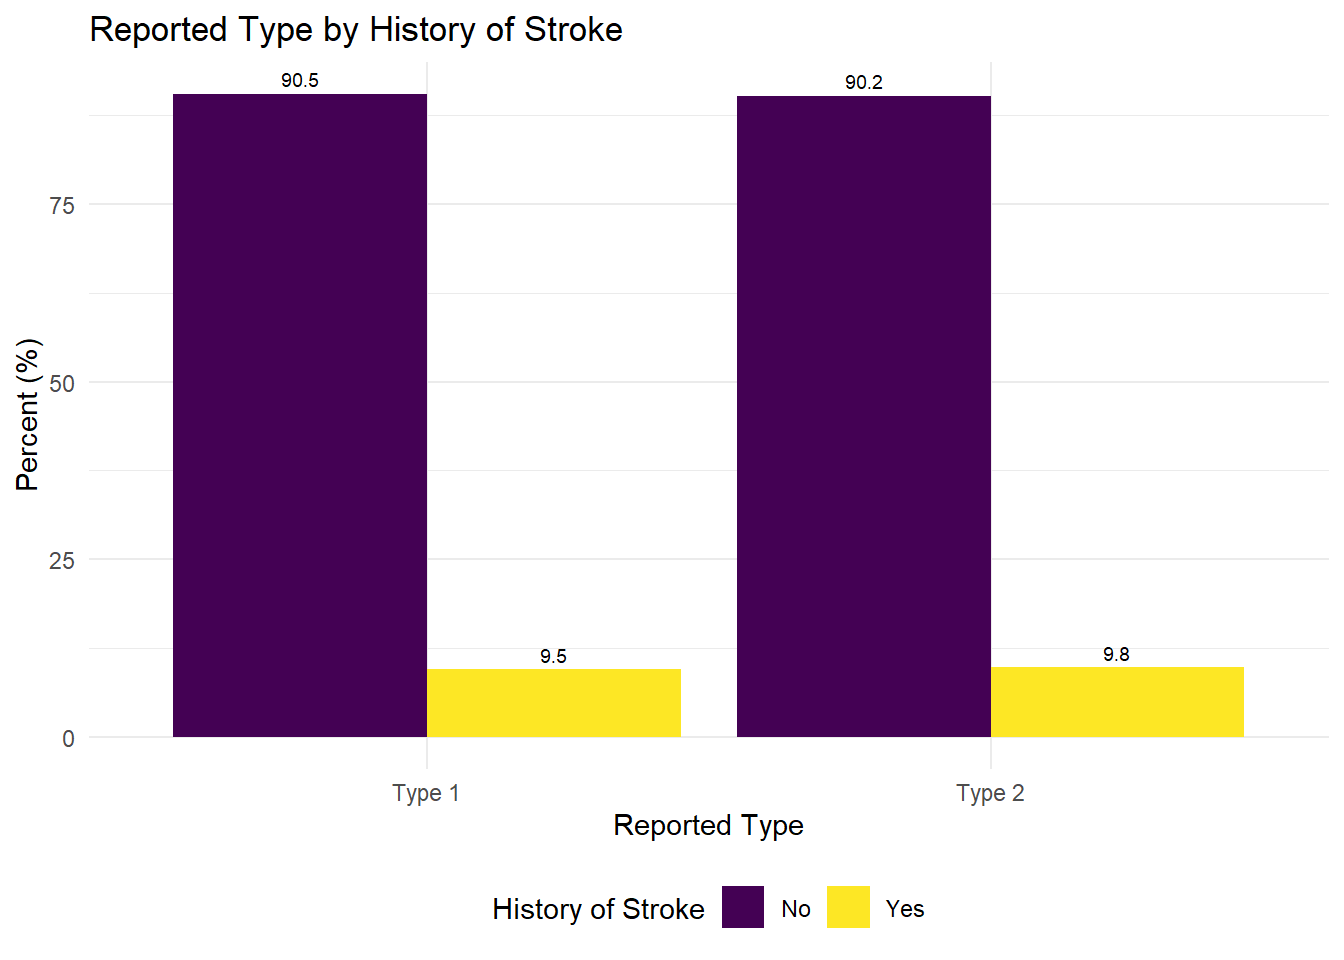 Reported Type by History of Stroke
90.5
90.2
75
Percent (%)
50
25
9.5
9.8
0
Type 1
Type 2
Reported Type
History of Stroke No Yes